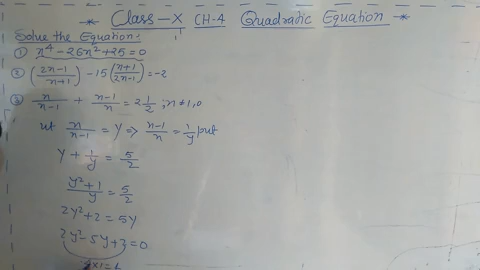 * Class-X CH-4 Quadratic Equation *
Solve the Equation:
① x⁴ - 26x² + 25 = 0
② (2x-1/x+1) - 15(x+1/2x-1) = -2
③ x/x-1 + x-1/x = 2 1/2 ; x ≠ 1,0
let x/x-1 = y => x-1/x = 1/y put
y + 1/y = 5/2
y²+1/y = 5/2
2y²+2 = 5y
2y²-5y+2 = 0